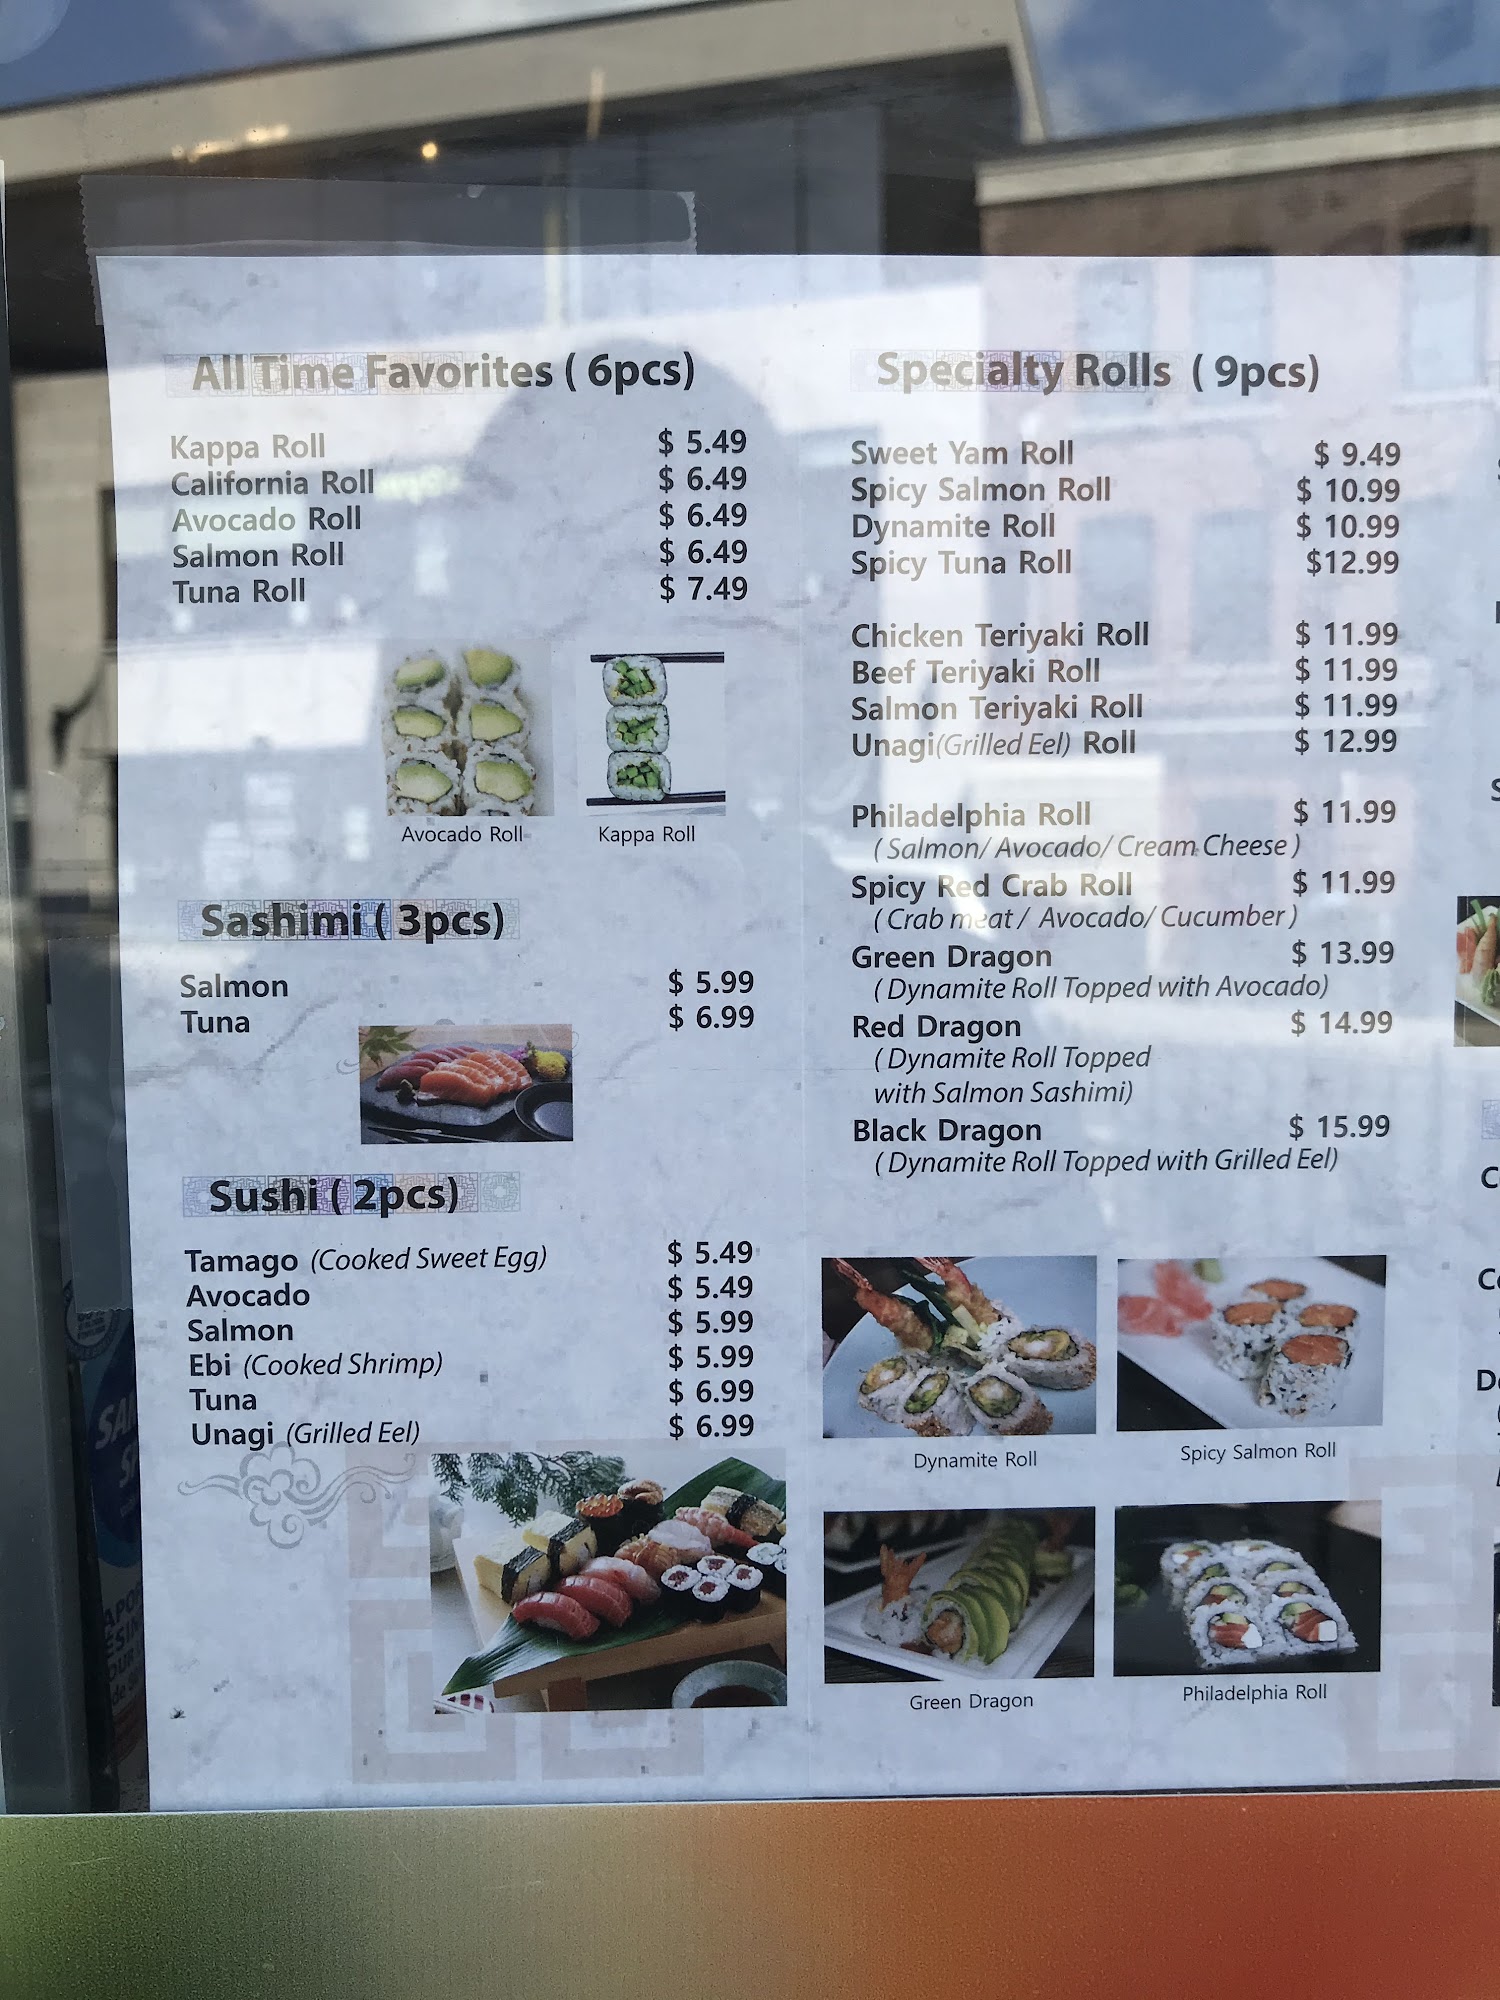 All Time Favorites ( 6pcs)
Kappa Roll $ 5.49
California Roll $ 6.49
Avocado Roll $ 6.49
Salmon Roll $ 6.49
Tuna Roll $ 7.49
Avocado Roll Kappa Roll
Sashimi ( 3pcs)
Salmon $ 5.99
Tuna $ 6.99
Sushi ( 2pcs)
Tamago (Cooked Sweet Egg) $ 5.49
Avocado $ 5.49
Salmon $ 5.99
Ebi (Cooked Shrimp) $ 5.99
Tuna $ 6.99
Unagi (Grilled Eel) $ 6.99
Specialty Rolls ( 9pcs)
Sweet Yam Roll $ 9.49
Spicy Salmon Roll $ 10.99
Dynamite Roll $ 10.99
Spicy Tuna Roll $12.99
Chicken Teriyaki Roll $ 11.99
Beef Teriyaki Roll $ 11.99
Salmon Teriyaki Roll $ 11.99
Unagi(Grilled Eel) Roll $ 12.99
Philadelphia Roll $ 11.99
( Salmon/ Avocado/ Cream Cheese )
Spicy Red Crab Roll $ 11.99
( Crab meat / Avocado/ Cucumber )
Green Dragon $ 13.99
( Dynamite Roll Topped with Avocado)
Red Dragon $ 14.99
( Dynamite Roll Topped
with Salmon Sashimi)
Black Dragon $ 15.99
( Dynamite Roll Topped with Grilled Eel)
Dynamite Roll Spicy Salmon Roll
Green Dragon Philadelphia Roll